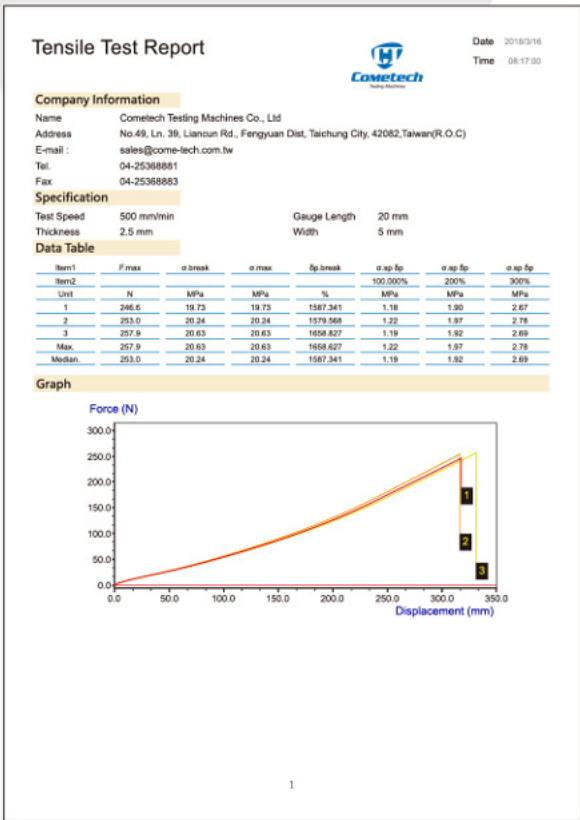 Tensile Test Report
Date 2018/3/16
Time 08:17:00
CT
Cometech
Testing Machines
Company Information
Name Cometech Testing Machines Co., Ltd
Address No.49, Ln. 39, Liancun Rd., Fengyuan Dist, Taichung City, 42082,Taiwan(R.O.C)
E-mail : sales@come-tech.com.tw
Tel. 04-25368881
Fax 04-25368883
Specification
Test Speed 500 mm/min Gauge Length 20 mm
Thickness 2.5 mm Width 5 mm
Data Table
Item1 F.max σ.break σ.max δp.break σ.ap δp σ.ap δp σ.ap δp
Item2 100.000% 200% 300%
Unit N MPa MPa % MPa MPa MPa
1 246.6 19.73 19.73 1587.341 1.18 1.90 2.67
2 253.0 20.24 20.24 1579.568 1.22 1.97 2.78
3 257.9 20.63 20.63 1658.827 1.19 1.92 2.69
Max. 257.9 20.63 20.63 1658.627 1.22 1.97 2.78
Median. 253.0 20.24 20.24 1587.341 1.19 1.92 2.69
Graph
Force (N)
300.0
250.0
200.0
150.0
100.0
50.0
0.0
1
2
3
0.0 50.0 100.0 150.0 200.0 250.0 300.0 350.0
Displacement (mm)
1